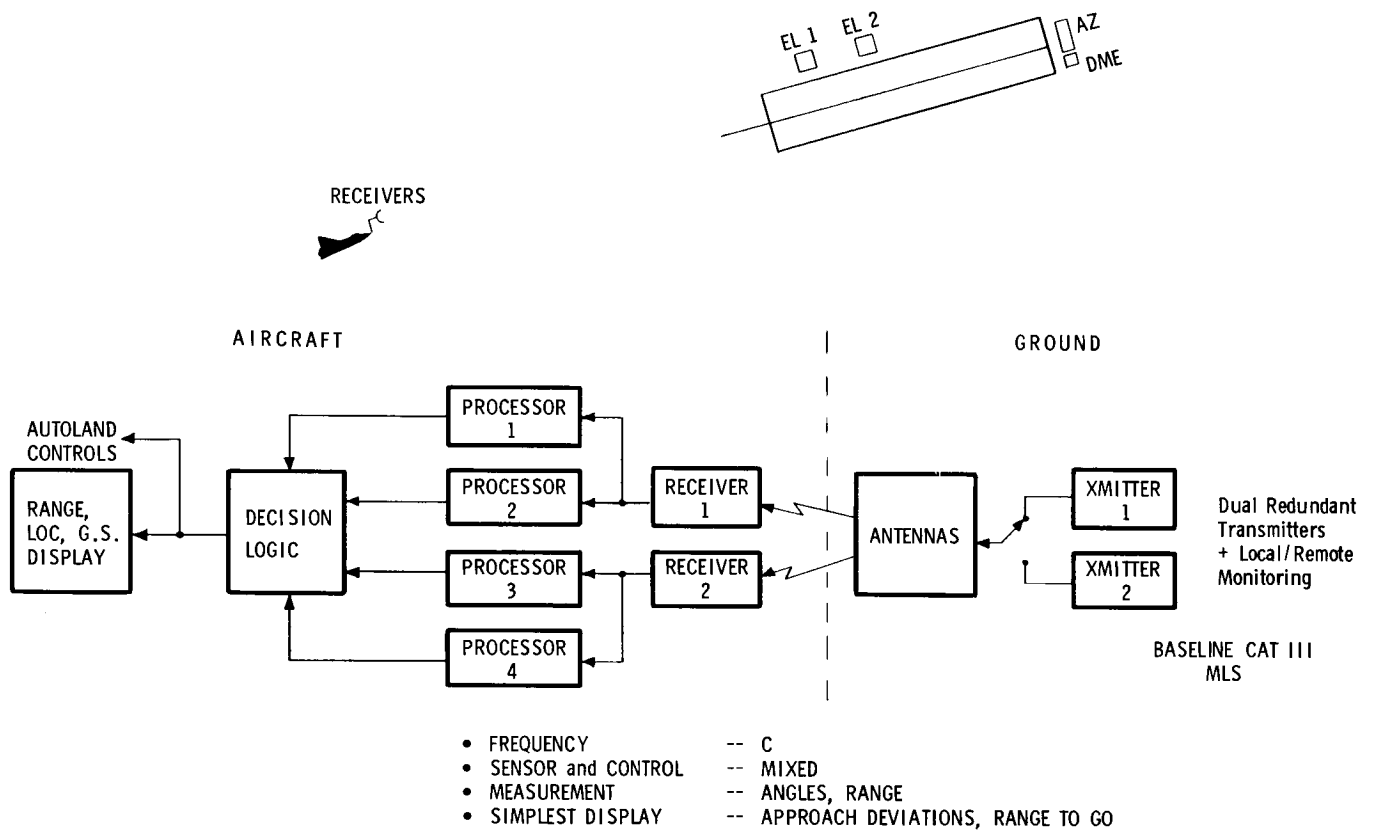 EL 1
EL 2
AZ
DME
RECEIVERS
AIRCRAFT
GROUND
AUTOLAND
CONTROLS
RANGE,
LOC, G.S.
DISPLAY
DECISION
LOGIC
PROCESSOR
1
PROCESSOR
2
PROCESSOR
3
PROCESSOR
4
RECEIVER
1
RECEIVER
2
ANTENNAS
XMITTER
1
XMITTER
2
Dual Redundant
Transmitters
+ Local/Remote
Monitoring
BASELINE CAT III
MLS
• FREQUENCY -- C
• SENSOR and CONTROL -- MIXED
• MEASUREMENT -- ANGLES, RANGE
• SIMPLEST DISPLAY -- APPROACH DEVIATIONS, RANGE TO GO